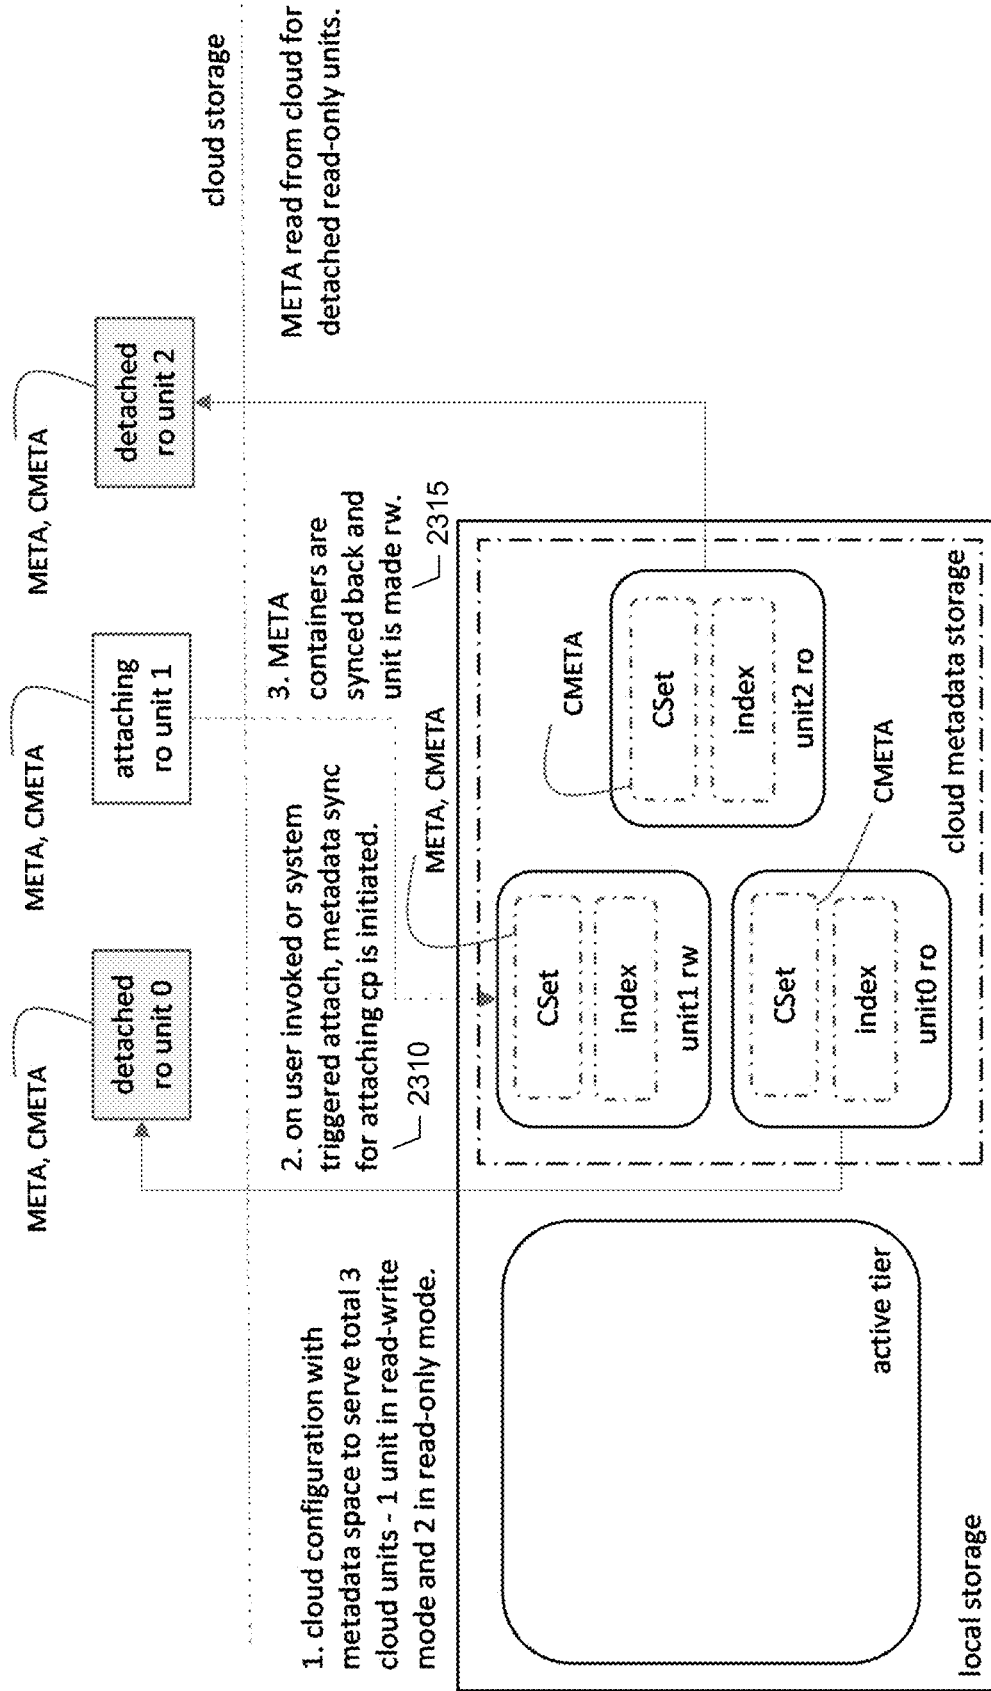 META, CMETA
detached
ro unit 0
META, CMETA
attaching
ro unit 1
META, CMETA
detached
ro unit 2
cloud storage
1. cloud configuration with
metadata space to serve total 3
cloud units - 1 unit in read-write
mode and 2 in read-only mode.
2. on user invoked or system
triggered attach, metadata sync
for attaching cp is initiated.
2310
3. META
containers are
synced back and
unit is made rw.
2315
META read from cloud for
detached read-only units.
META, CMETA
CSet
index
unit1 rw
CMETA
CSet
index
unit2 ro
CSet
index
unit0 ro
CMETA
cloud metadata storage
active tier
local storage